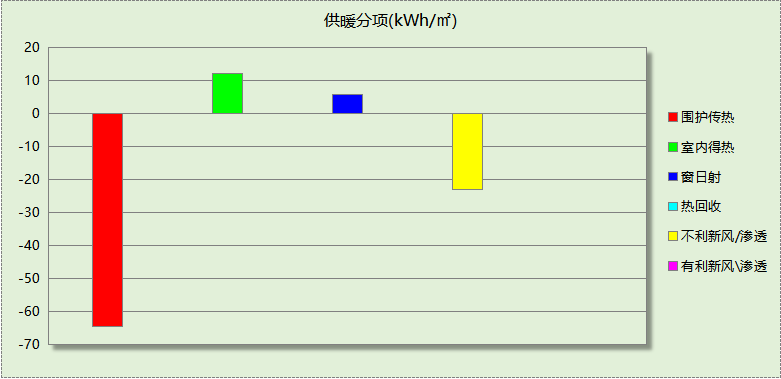 供暖分项(kWh/㎡)
20
10
0
-10
-20
-30
-40
-50
-60
-70
围护传热
室内得热
窗日射
热回收
不利新风/渗透
有利新风\渗透